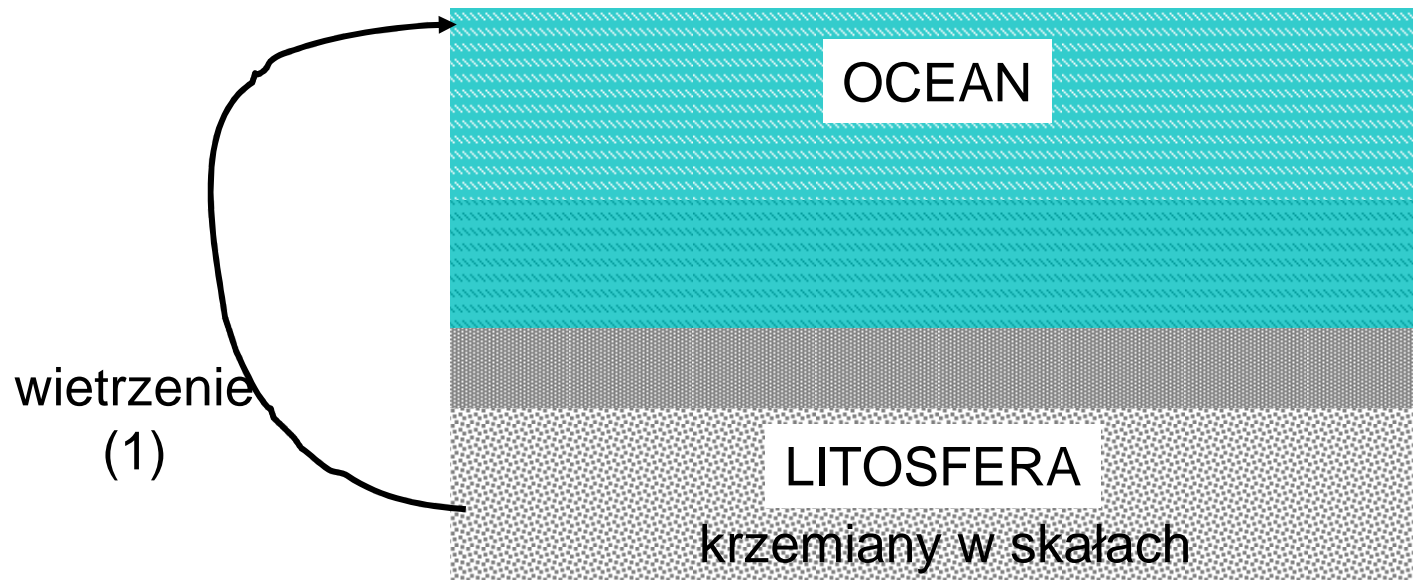 OCEAN
wietrzenie
(1)
LITOSFERA
krzemiany w skałach